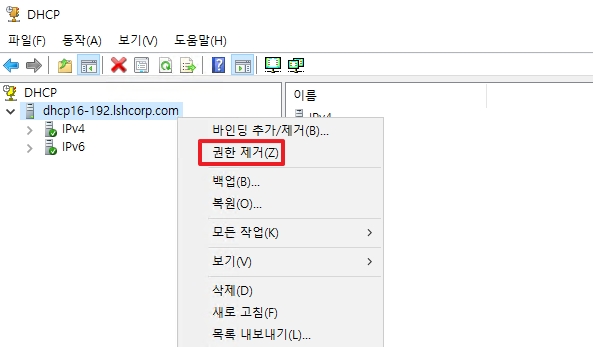 DHCP
파일(F) 동작(A) 보기(V) 도움말(H)
DHCP
이름
dhcp16-192.lshcorp.com
IPv4
IPv4
IPv6
바인딩 추가/제거(B)...
권한 제거(Z)
백업(B)...
복원(O)...
모든 작업(K)
보기(V)
삭제(D)
새로 고침(F)
목록 내보내기(L)...